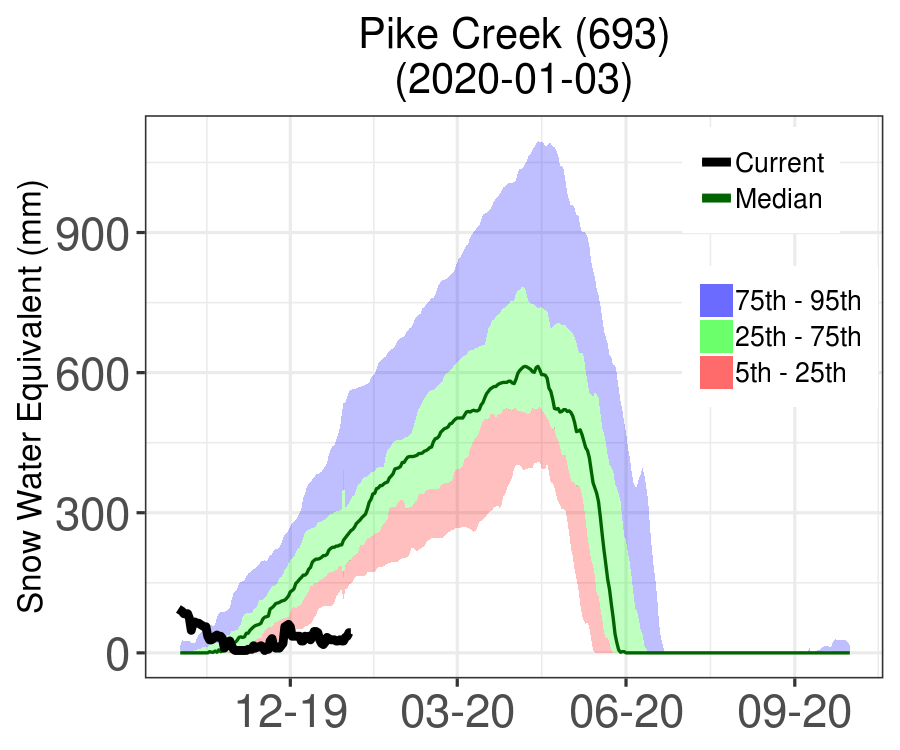 Pike Creek (693)
(2020-01-03)
Snow Water Equivalent (mm)
900
600
300
0
12-19
03-20
06-20
09-20
Current
Median
75th - 95th
25th - 75th
5th - 25th